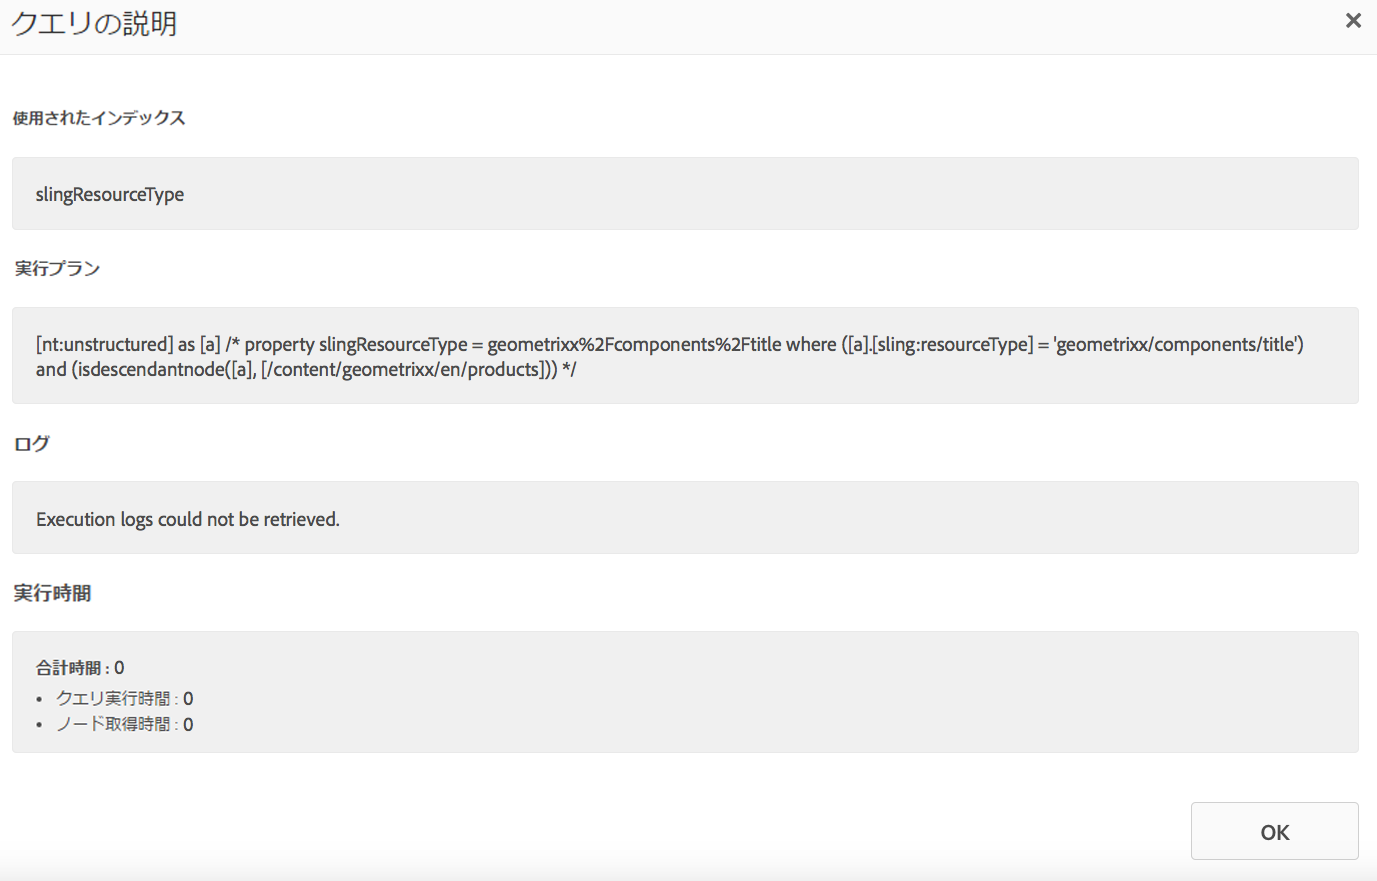 クエリの説明
×
使用されたインデックス
slingResourceType
実行プラン
[nt:unstructured] as [a] /* property slingResourceType = geometrixx%2Fcomponents%2Ftitle where ([a].[sling:resourceType] = 'geometrixx/components/title')
and (isdescendantnode([a], [/content/geometrixx/en/products])) */
ログ
Execution logs could not be retrieved.
実行時間
合計時間 : 0
• クエリ実行時間 : 0
• ノード取得時間 : 0
OK